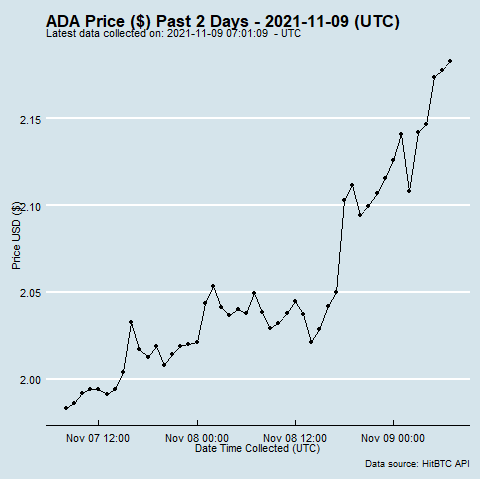 ADA Price ($) Past 2 Days - 2021-11-09 (UTC)
Latest data collected on: 2021-11-09 07:01:09  - UTC
2.15
2.10
Price USD ($)
2.05
2.00
Nov 07 12:00 Nov 08 00:00 Nov 08 12:00 Nov 09 00:00
Date Time Collected (UTC)
Data source: HitBTC API